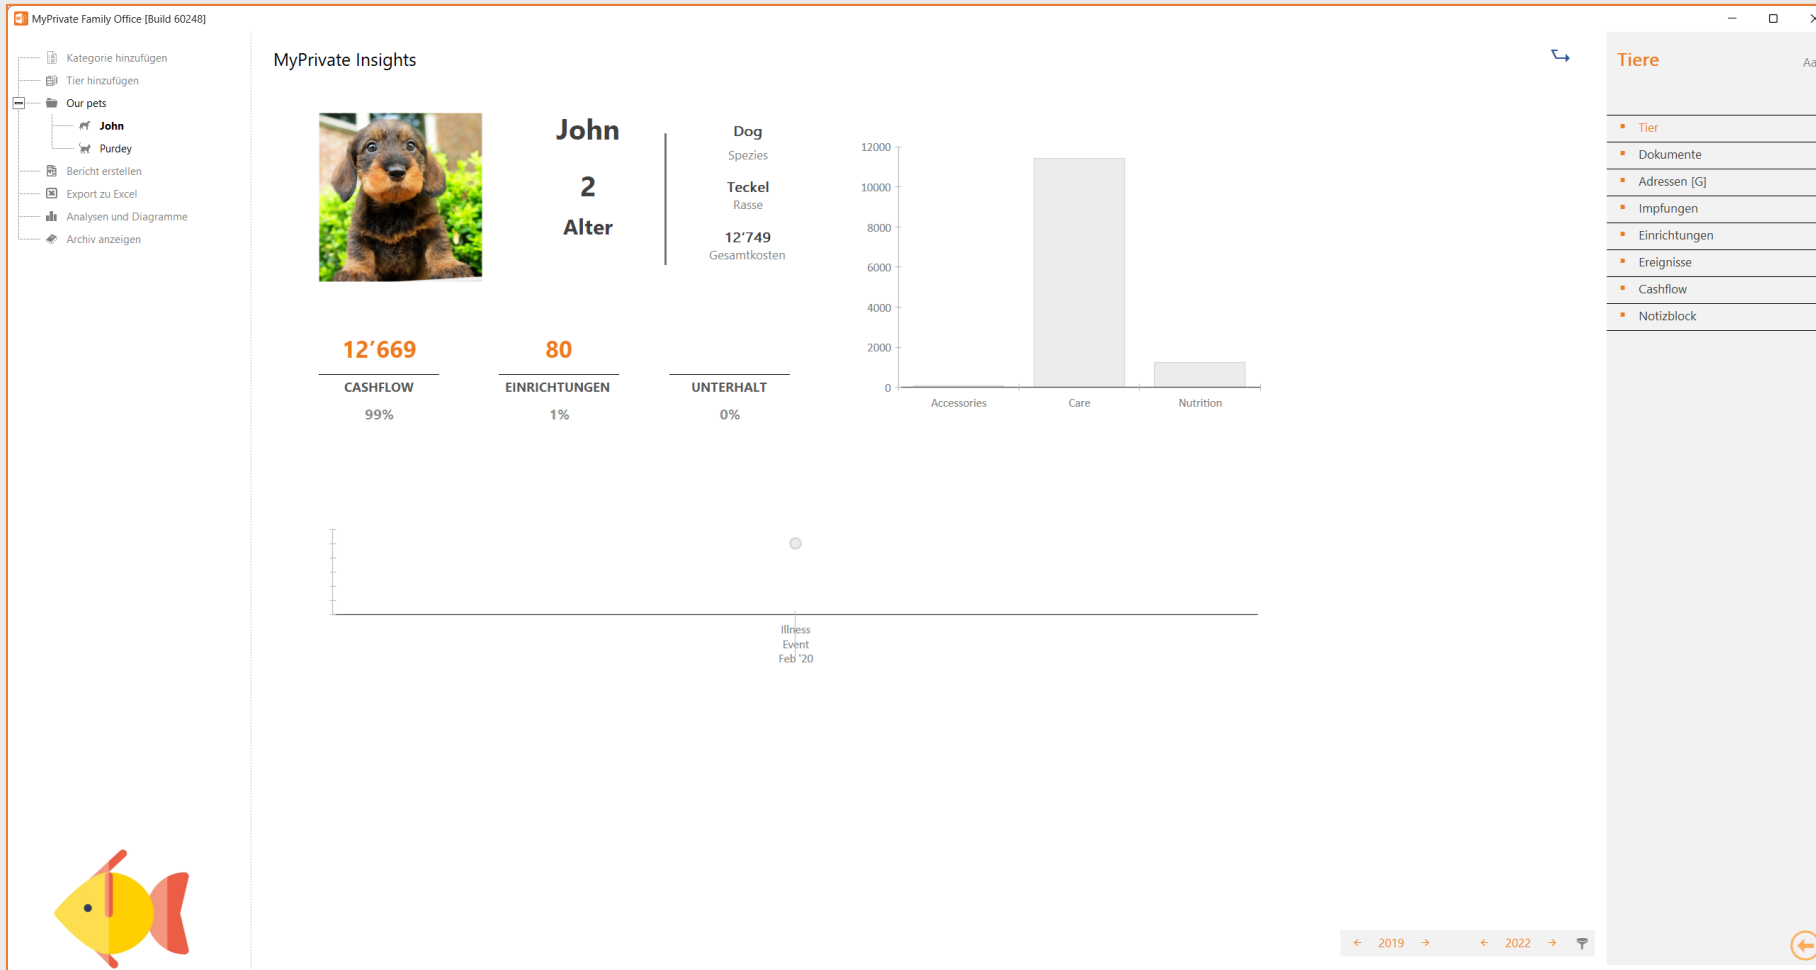 MyPrivate Family Office [Build 60248]
Kategorie hinzufügen
Tier hinzufügen
Our pets
John
Purdey
Bericht erstellen
Export zu Excel
Analysen und Diagramme
Archiv anzeigen
MyPrivate Insights
John
2
Alter
Dog
Spezies
Teckel
Rasse
12’749
Gesamtkosten
12’669
CASHFLOW
99%
80
EINRICHTUNGEN
1%
UNTERHALT
0%
12000
10000
8000
6000
4000
2000
0
Accessories Care Nutrition
Illness
Event
Feb '20
← 2019 → ← 2022 →
Tiere
Aa
Tier
Dokumente
Adressen [G]
Impfungen
Einrichtungen
Ereignisse
Cashflow
Notizblock